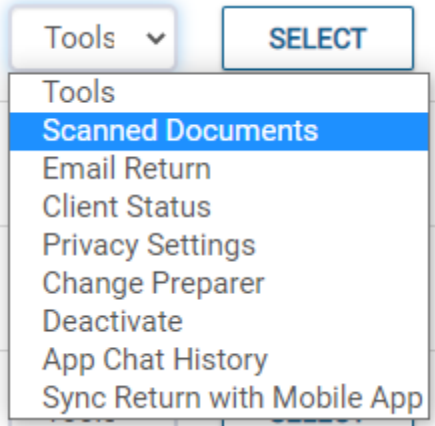 Tools SELECT
Tools
Scanned Documents
Email Return
Client Status
Privacy Settings
Change Preparer
Deactivate
App Chat History
Sync Return with Mobile App